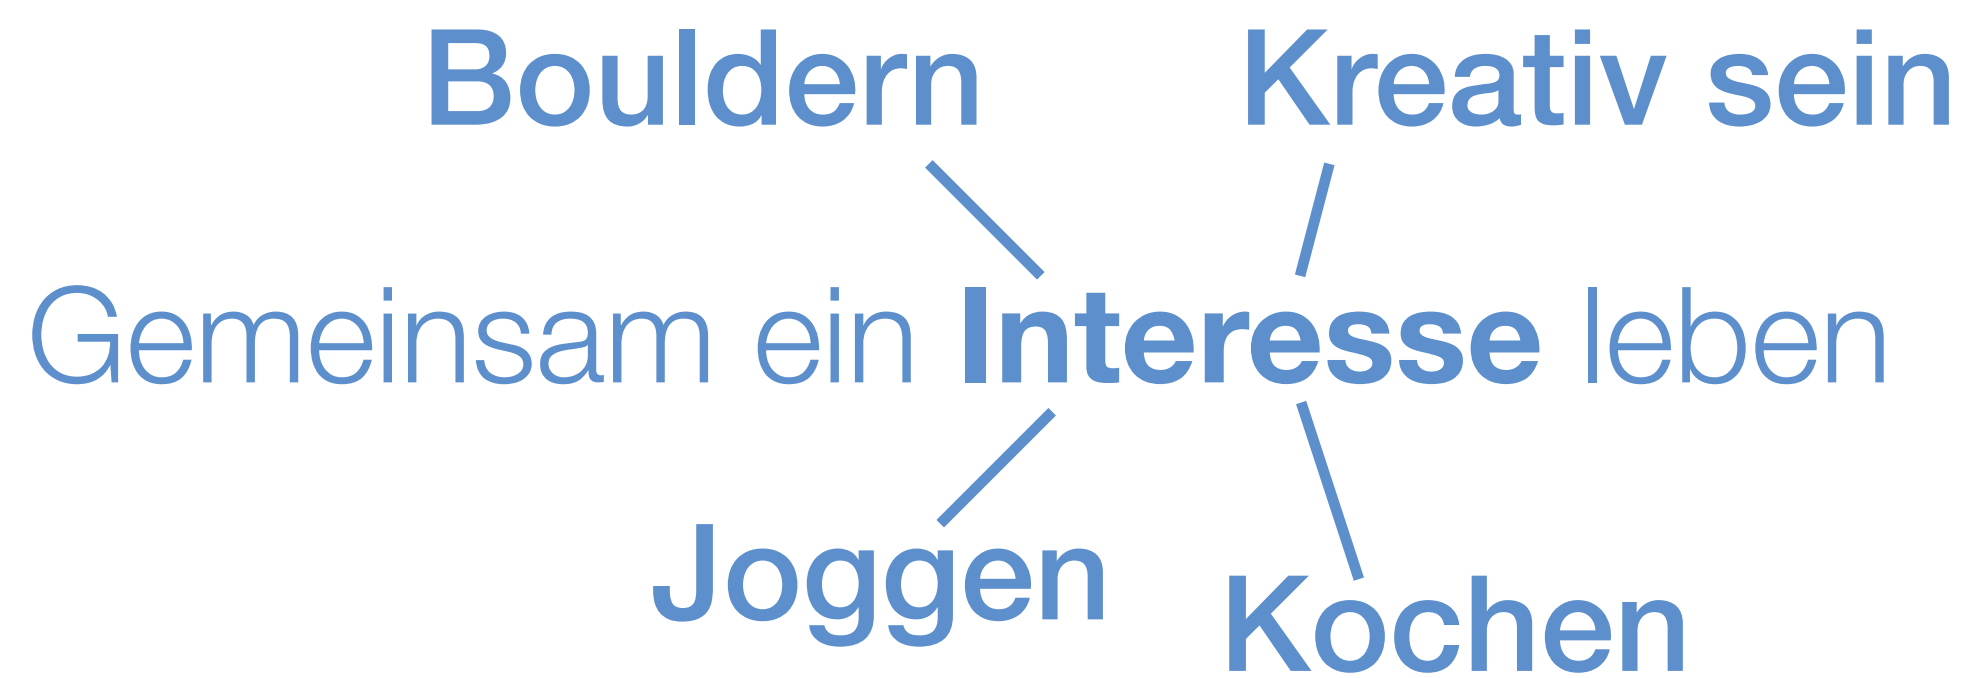 Bouldern
Kreativ sein
Gemeinsam ein Interesse leben
Joggen
Kochen